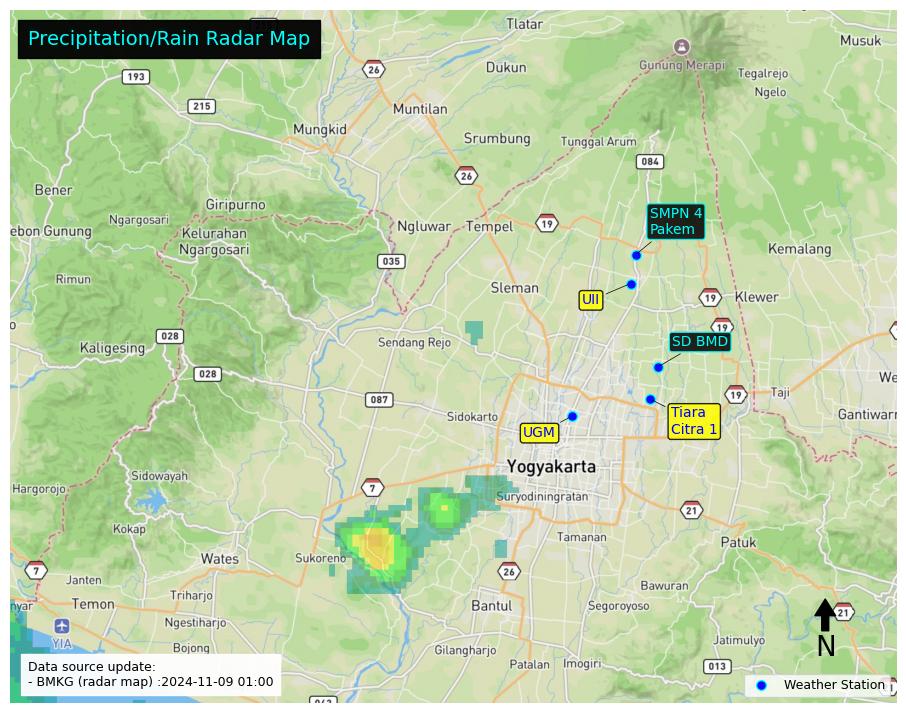 Precipitation/Rain Radar Map
Tlatar
Musuk
26
193
Dukun
Gunung Merapi
Tegalrejo
Ngelo
215
Muntilan
Mungkid
Srumbung
Tunggal Arum
084
26
Bener
Giripurno
SMPN 4
Pakem
Ngargosari
ebon Gunung
Kelurahan
Ngargosari
Ngluwar
Tempel
19
Kemalang
035
Rimun
Sleman
UII
19
Klewer
19
028
Kaligesing
Sendang Rejo
SD BMD
028
We
087
19
Taji
Sidokarto
Tiara
Citra 1
Gantiwarn
UGM
Yogyakarta
Sidowayah
Hargorojo
7
Suryodiningratan
21
Kokap
Tamanan
Patuk
Wates
Sukoreno
7
26
Janten
Bawuran
Temon
nyar
Triharjo
Bantul
Segoroyoso
21
Ngestiharjo
YIA
Jatimulyo
N
Bojong
Gilangharjo
Patalan
Imogiri
013
Data source update:
- BMKG (radar map) :2024-11-09 01:00
Weather Station